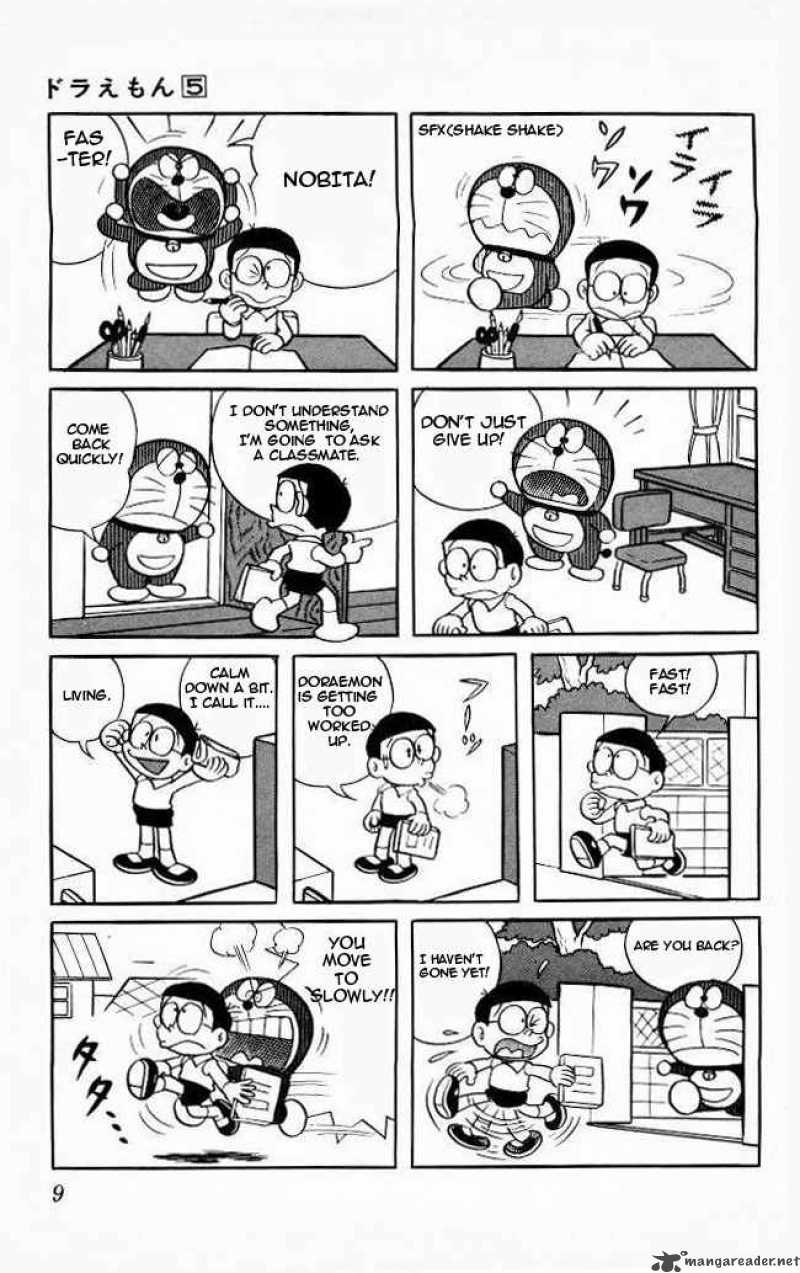 ドラえもん 5
SFX(SHAKE SHAKE)
ソワソワ
イライラ
NOBITA!
FAS
-TER!
DON'T JUST
GIVE UP!
I DON'T UNDERSTAND
SOMETHING,
I'M GOING TO ASK
A CLASSMATE.
COME
BACK
QUICKLY!
FAST!
FAST!
フーッ
DORAEMON
IS GETTING
TOO
WORKED
UP.
CALM
DOWN A BIT.
I CALL IT....
LIVING.
ARE YOU BACK?
I HAVEN'T
GONE YET!
YOU
MOVE
TO
SLOWLY!!
タタ...
9
mangareader.net